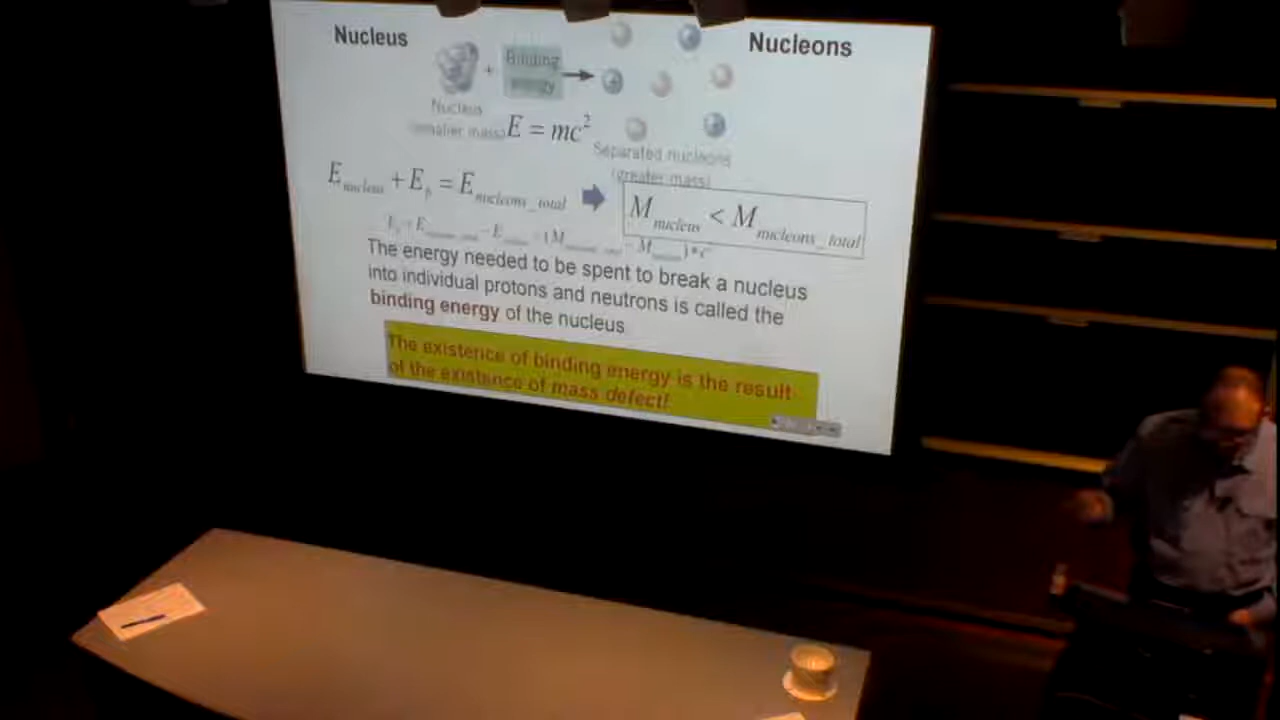 Nucleus
Nucleons
Binding
energy
+
Nucleus
(smaller mass)
E = mc²
Separated nucleons
(greater mass)
E_nucleus + E_b = E_nucleons_total
M_nucleus < M_nucleons_total
The energy needed to be spent to break a nucleus
into individual protons and neutrons is called the
binding energy of the nucleus
The existence of binding energy is the result
of the existence of mass defect!